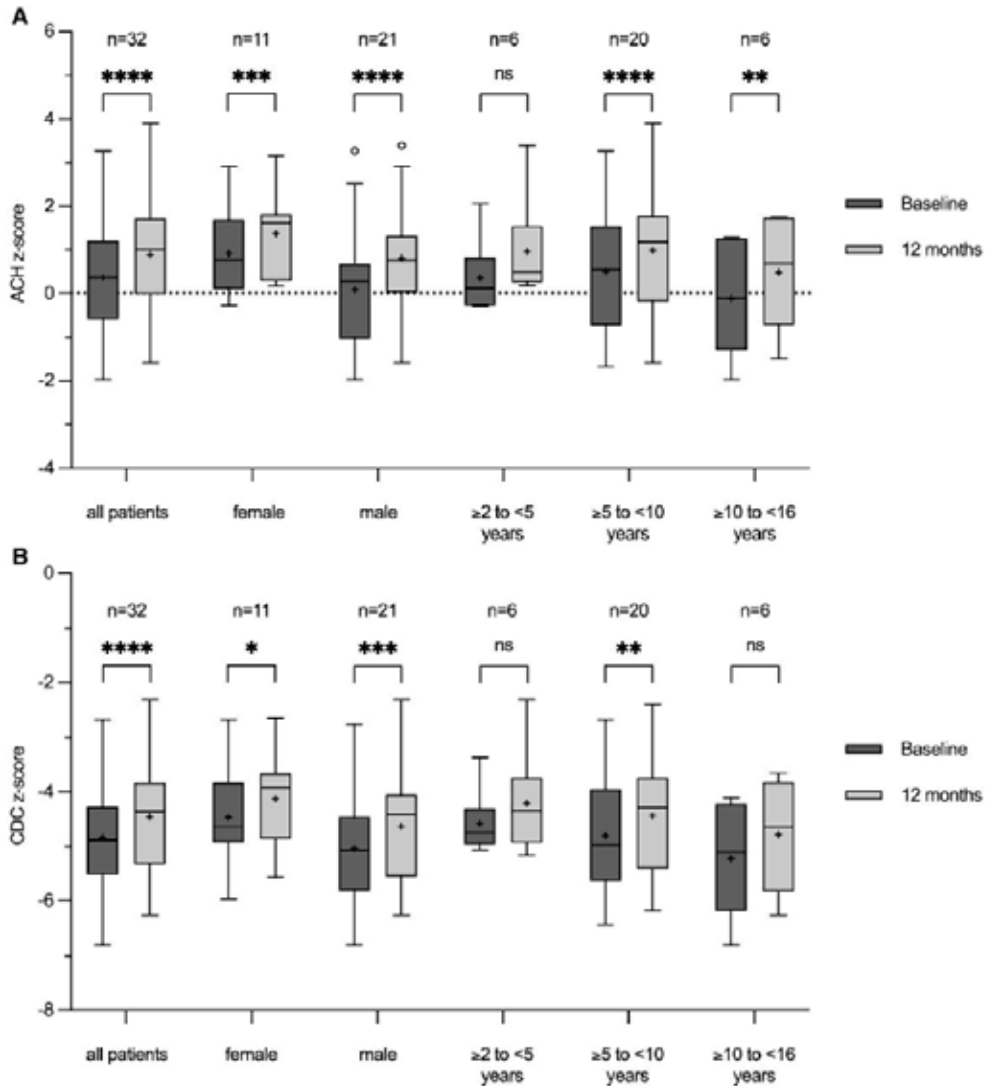 A
6
n=32 n=11 n=21 n=6 n=20 n=6
**** *** **** ns **** **
4
2
0
-2
-4
ACH z-score
Baseline
12 months
all patients female male ≥2 to <5 ≥5 to <10 ≥10 to <16
years years years
B
0
n=32 n=11 n=21 n=6 n=20 n=6
**** * *** ns ** ns
-2
-4
-6
-8
CDC z-score
Baseline
12 months
all patients female male ≥2 to <5 ≥5 to <10 ≥10 to <16
years years years